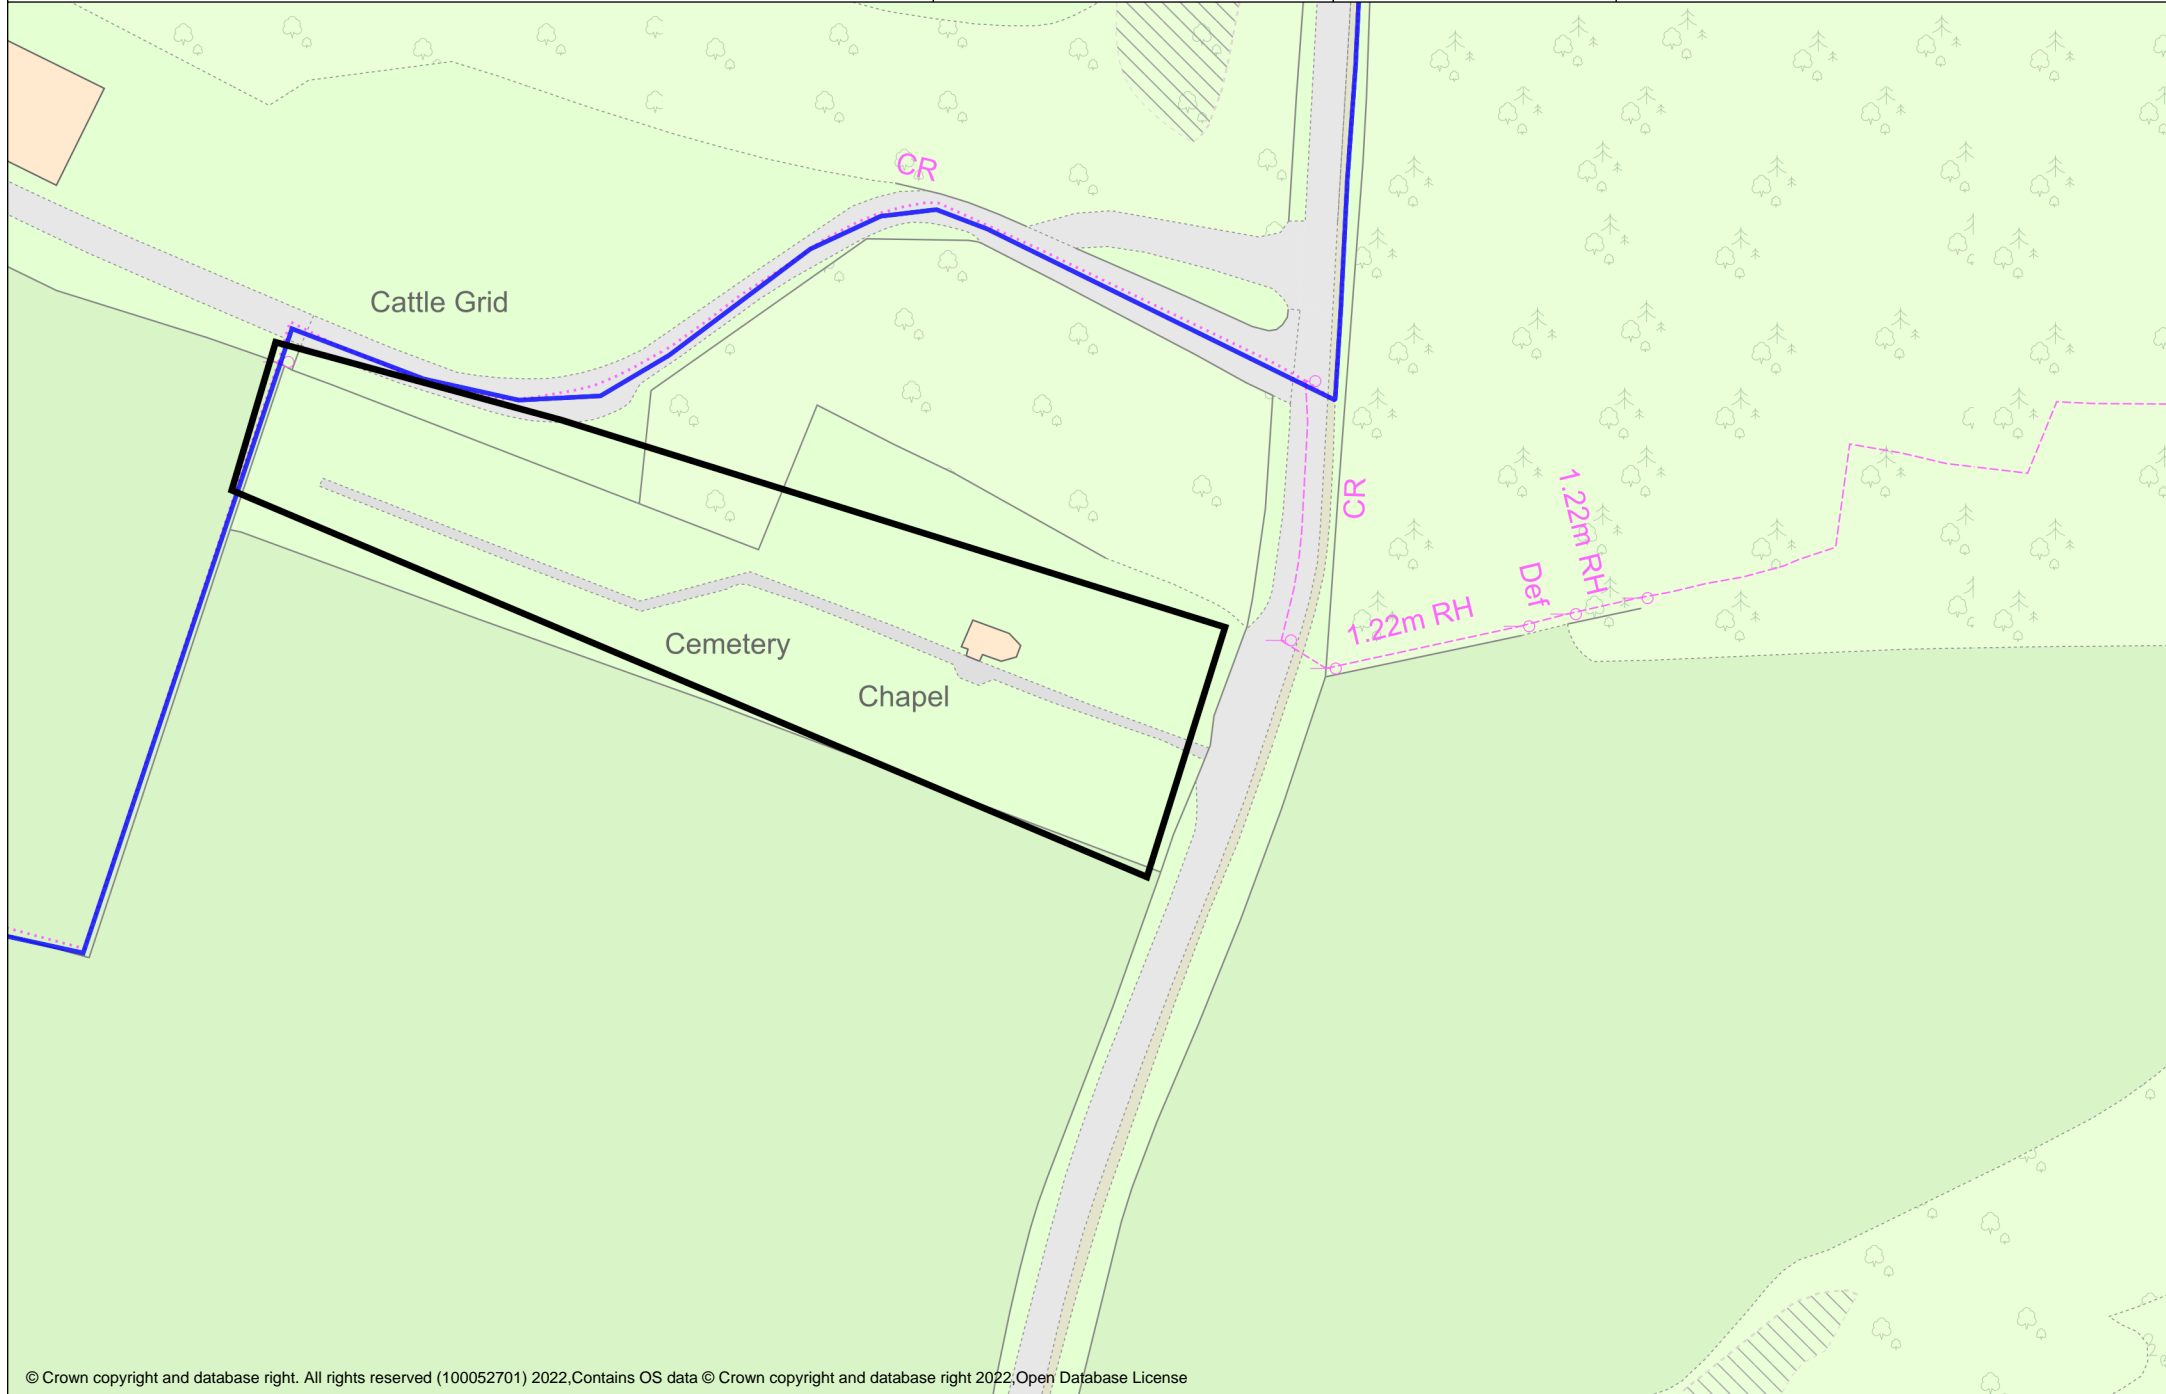 CR
Cattle Grid
CR
1.22m RH
Def
1.22m RH
Cemetery
Chapel
© Crown copyright and database right. All rights reserved (100052701) 2022,Contains OS data © Crown copyright and database right 2022,Open Database License